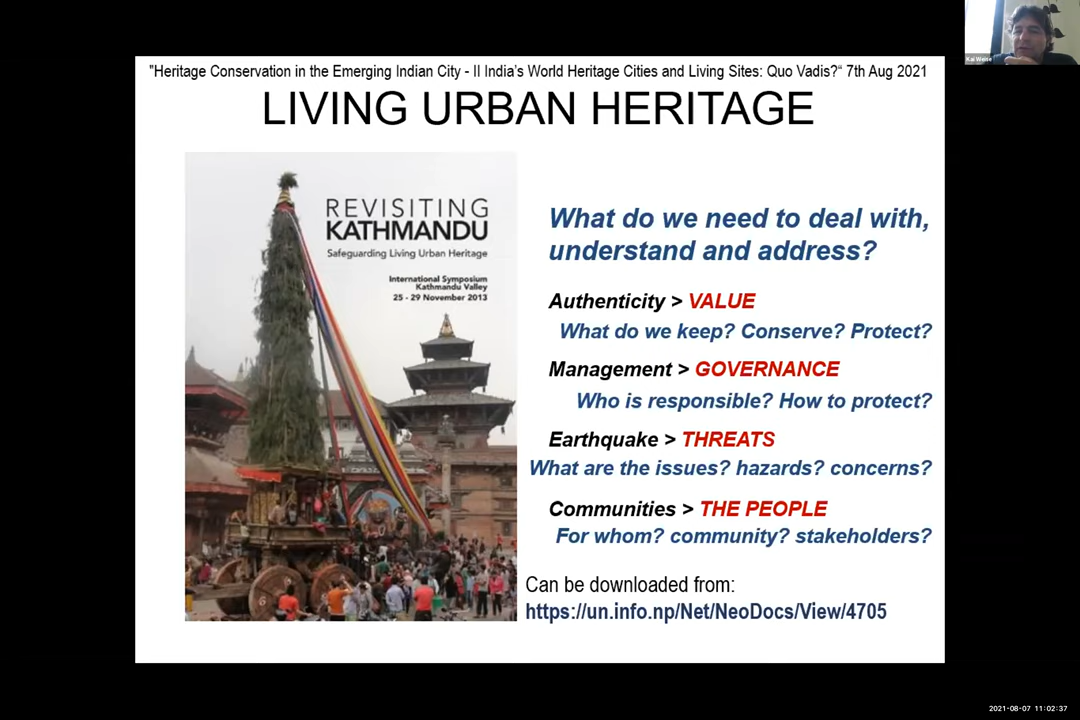 Kai Weise
"Heritage Conservation in the Emerging Indian City - II India's World Heritage Cities and Living Sites: Quo Vadis?" 7th Aug 2021
LIVING URBAN HERITAGE
REVISITING
KATHMANDU
Safeguarding Living Urban Heritage
International Symposium
Kathmandu Valley
25 - 29 November 2013
What do we need to deal with,
understand and address?
Authenticity > VALUE
What do we keep? Conserve? Protect?
Management > GOVERNANCE
Who is responsible? How to protect?
Earthquake > THREATS
What are the issues? hazards? concerns?
Communities > THE PEOPLE
For whom? community? stakeholders?
Can be downloaded from:
https://un.info.np/Net/NeoDocs/View/4705
2021-08-07 11:02:37